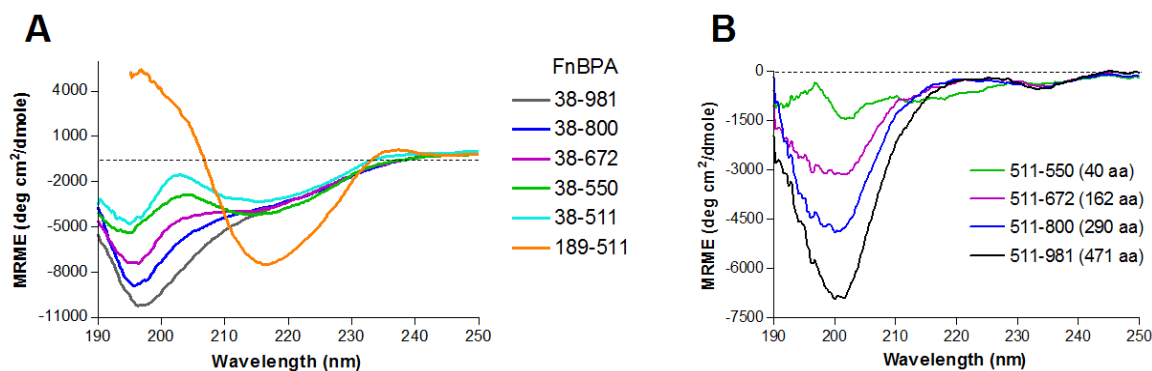 A
MRME (deg cm²/dmole)
4000
1000
-2000
-5000
-8000
-11000
190 200 210 220 230 240 250
Wavelength (nm)
FnBPA
38-981
38-800
38-672
38-550
38-511
189-511
B
MRME (deg cm²/dmole)
0
-1500
-3000
-4500
-6000
-7500
190 200 210 220 230 240 250
Wavelength (nm)
511-550 (40 aa)
511-672 (162 aa)
511-800 (290 aa)
511-981 (471 aa)